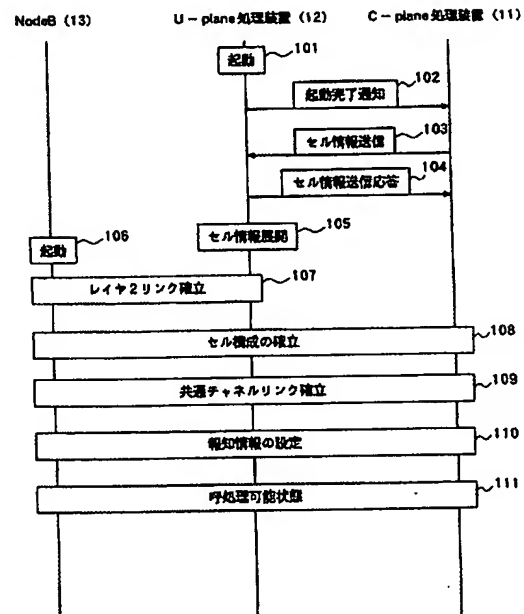 NodeB (13)
U－plane処理装置 (12)
C－plane処理装置 (11)
起動
101
起動完了通知
102
セル情報送信
103
セル情報送信応答
104
セル情報展開
105
起動
106
レイヤ2リンク確立
107
セル構成の確立
108
共通チャネルリンク確立
109
報知情報の設定
110
呼処理可能状態
111